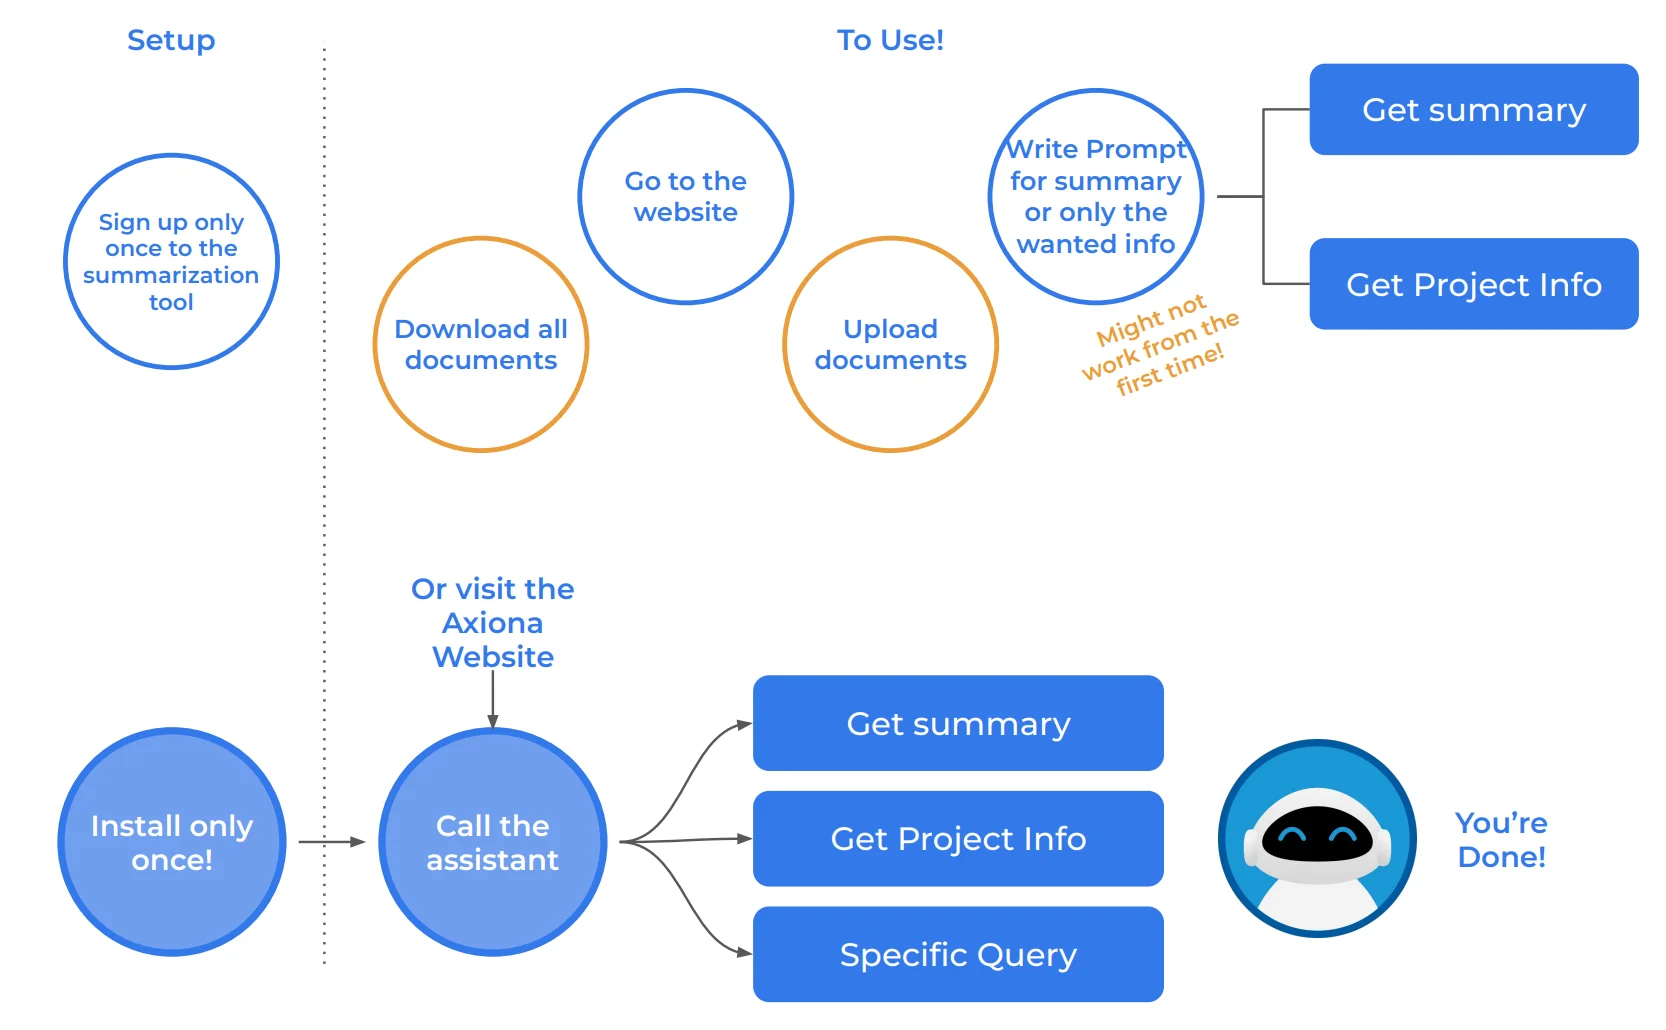 Setup
To Use!
Sign up only
once to the
summarization
tool
Download all
documents
Go to the
website
Upload
documents
Write Prompt
for summary
or only the
wanted info
Might not
work from the
first time!
Get summary
Get Project Info
Or visit the
Axiona
Website
Install only
once!
Call the
assistant
Get summary
Get Project Info
Specific Query
You’re
Done!